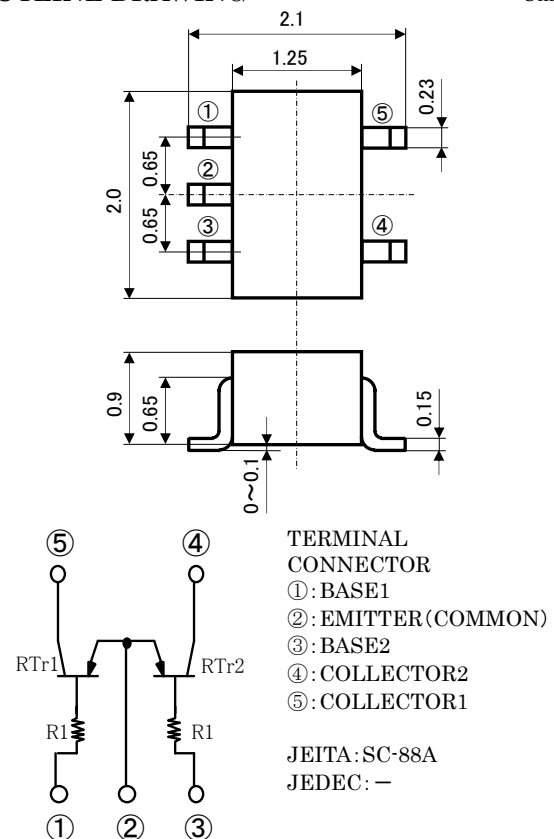 2.1
1.25
① ⑤
0.23
0.65
②
2.0
0.65
③ ④
0.9
0.65
0.15
0～0.1
⑤ ④
RTr1 RTr2
R1 R1
① ② ③
TERMINAL
CONNECTOR
①:BASE1
②:EMITTER(COMMON)
③:BASE2
④:COLLECTOR2
⑤:COLLECTOR1
JEITA:SC-88A
JEDEC:－